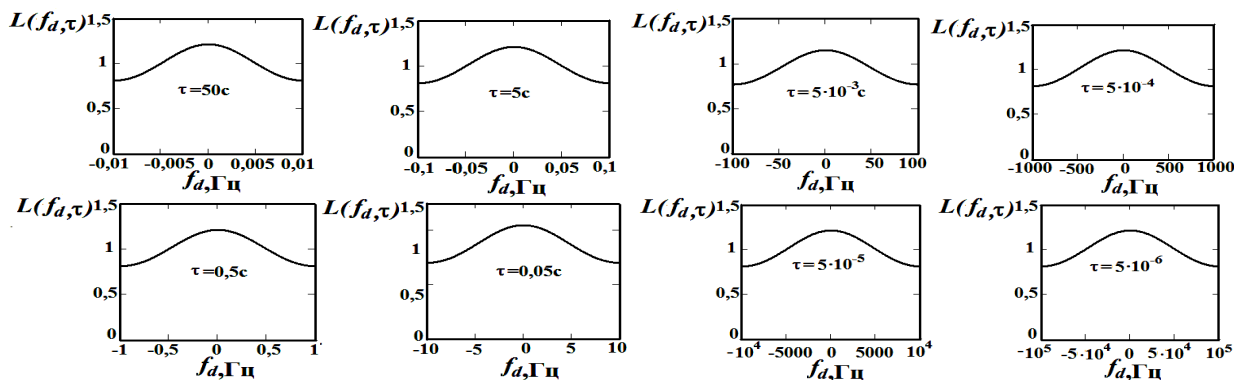 L(f_d,τ) 1,5
1
0,5
0
τ=50c
-0,01 -0,005 0 0,005 0,01
f_d,Гц
L(f_d,τ) 1,5
1
0,5
0
τ=5c
-0,1 -0,05 0 0,05 0,1
f_d,Гц
L(f_d,τ) 1,5
1
0,5
0
τ=5·10⁻³c
-100 -50 0 50 100
f_d,Гц
L(f_d,τ) 1,5
1
0,5
0
τ=5·10⁻⁴
-1000 -500 0 500 1000
f_d,Гц
L(f_d,τ) 1,5
1
0,5
0
τ=0,5c
-1 -0,5 0 0,5 1
f_d,Гц
L(f_d,τ) 1,5
1
0,5
0
τ=0,05c
-10 -5 0 5 10
f_d,Гц
L(f_d,τ) 1,5
1
0,5
0
τ=5·10⁻⁵
-10⁴ -5000 0 5000 10⁴
f_d,Гц
L(f_d,τ) 1,5
1
0,5
0
τ=5·10⁻⁶
-10⁵ -5·10⁴ 0 5·10⁴ 10⁵
f_d,Гц